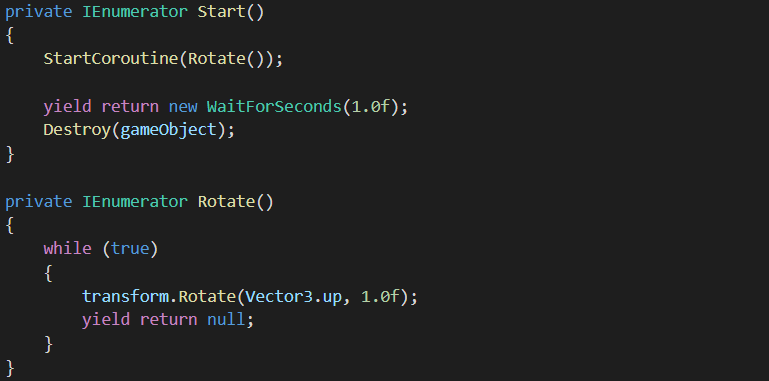 private IEnumerator Start()
{
    StartCoroutine(Rotate());

    yield return new WaitForSeconds(1.0f);
    Destroy(gameObject);
}

private IEnumerator Rotate()
{
    while (true)
    {
        transform.Rotate(Vector3.up, 1.0f);
        yield return null;
    }
}